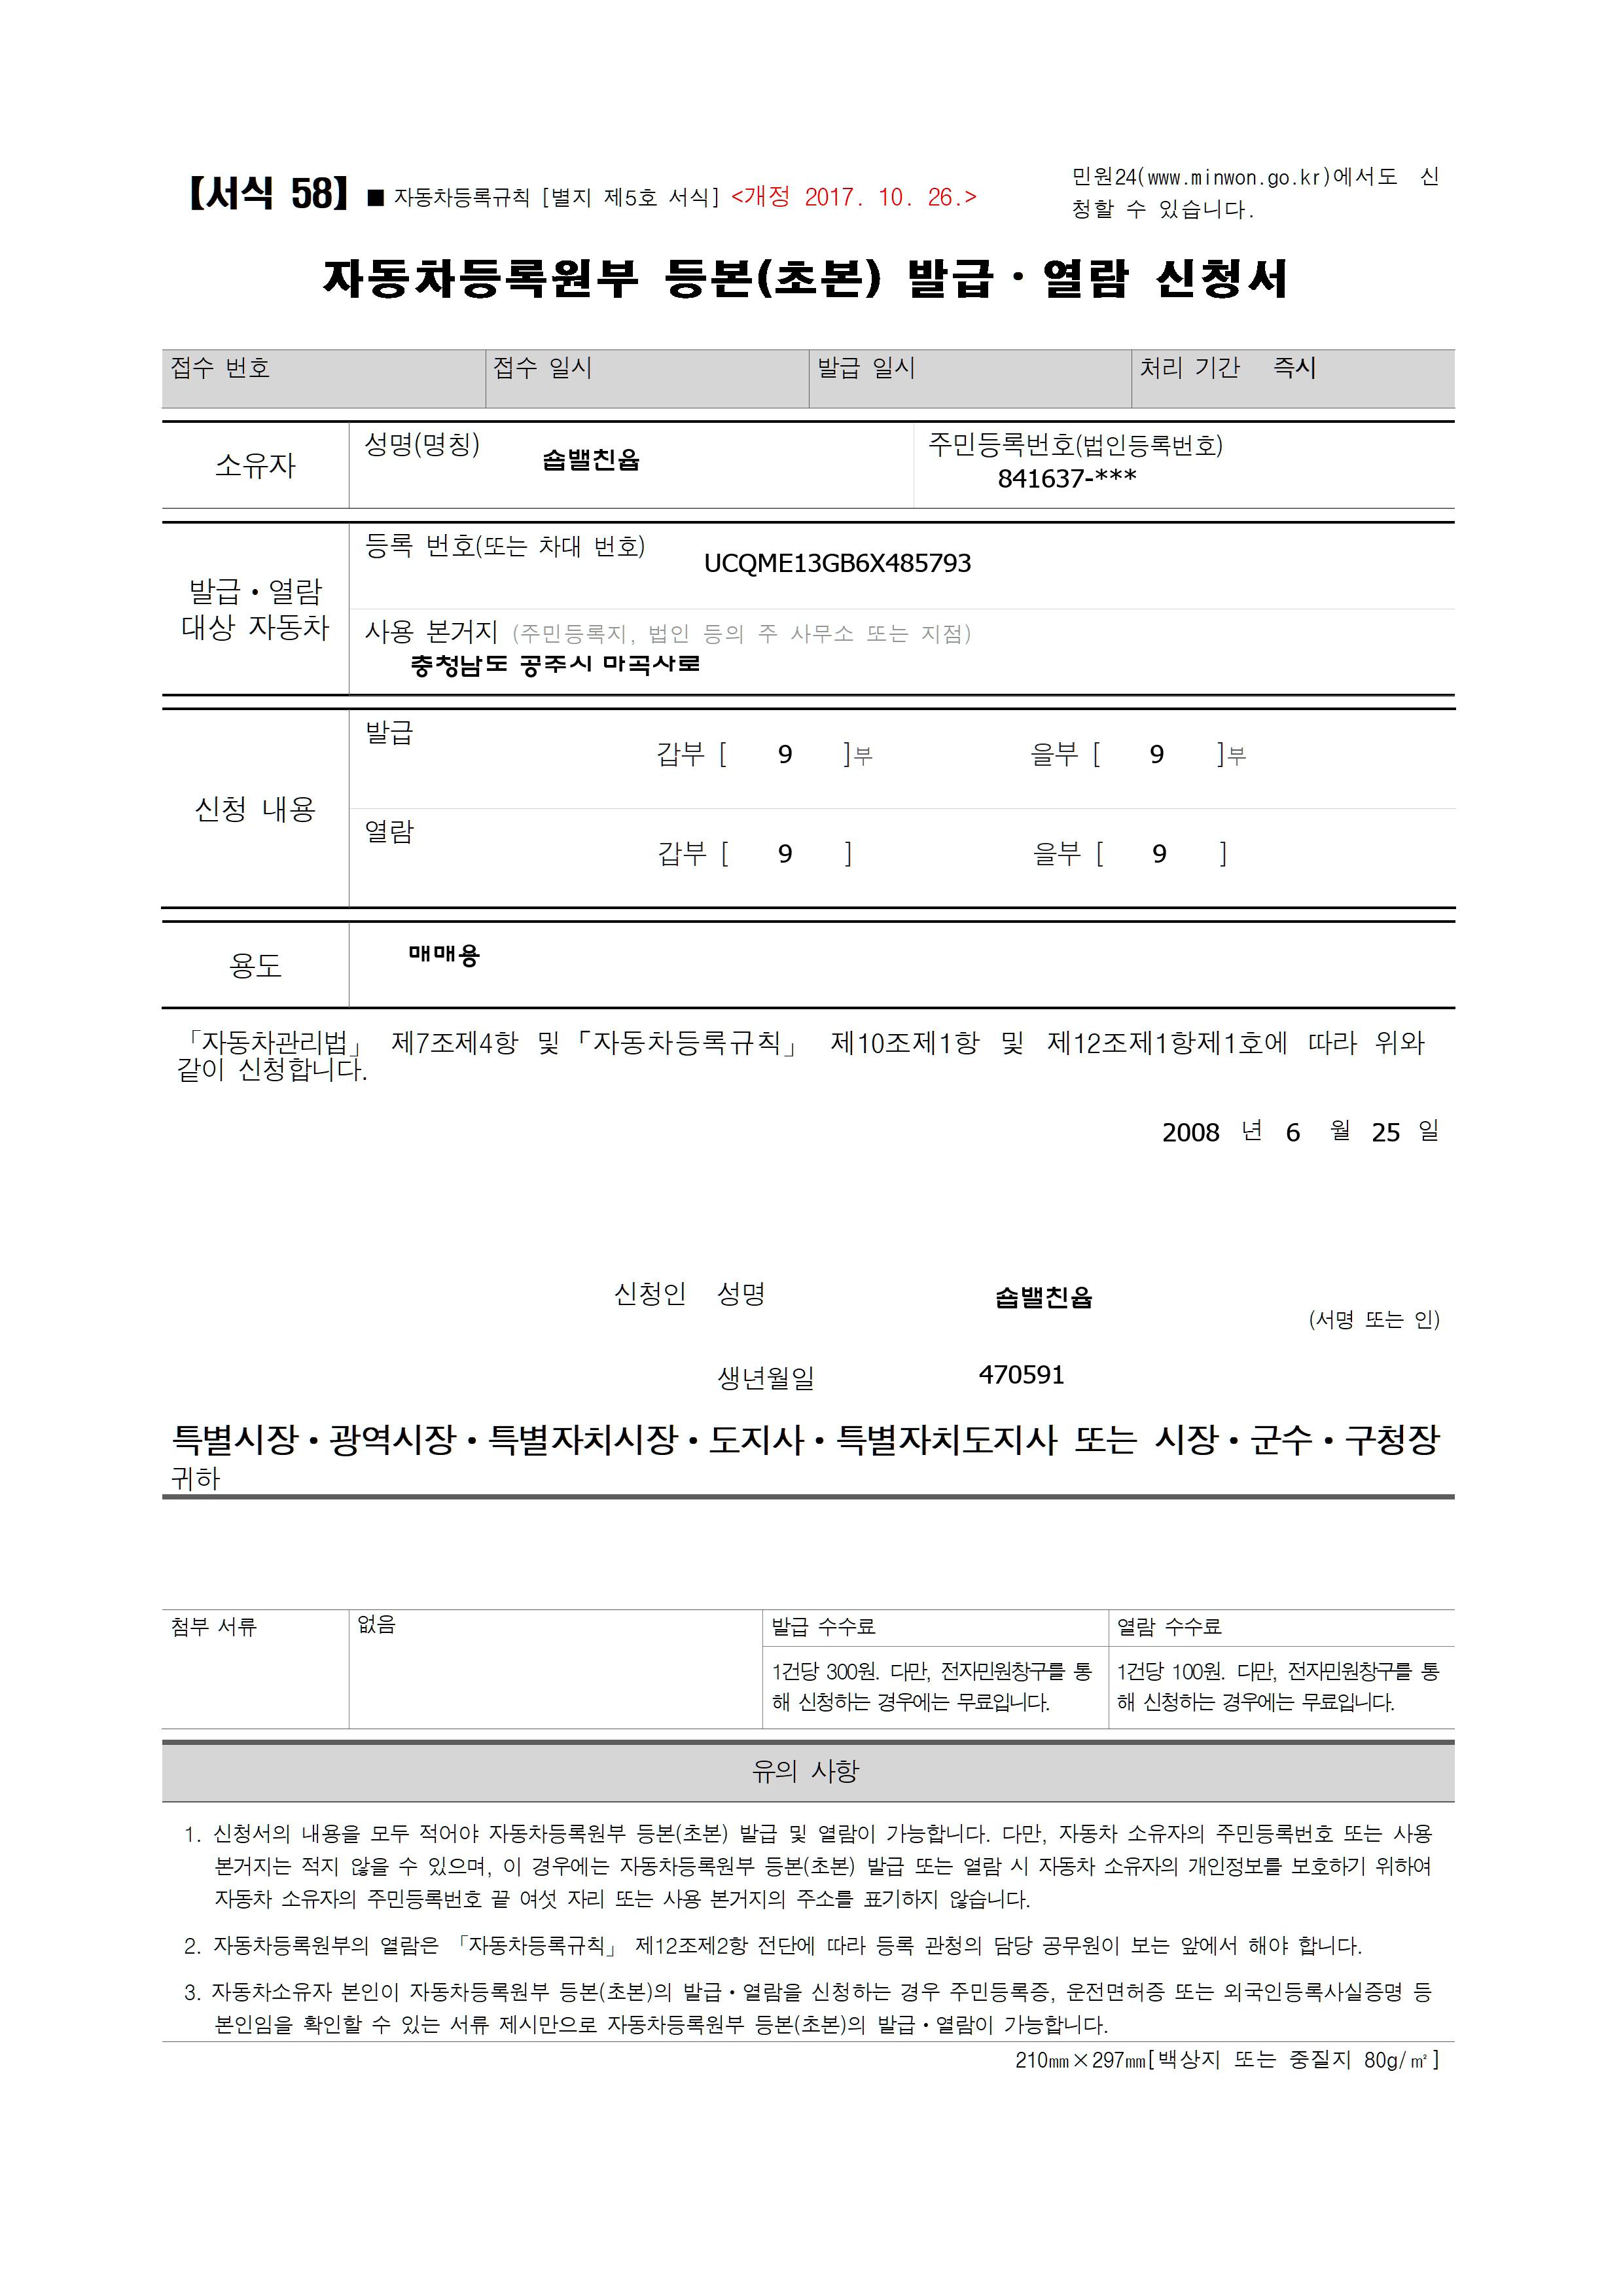 【서식 58】 ■ 자동차등록규칙 [별지 제5호 서식] <개정 2017. 10. 26.>
민원24(www.minwon.go.kr)에서도 신
청할 수 있습니다.
자동차등록원부 등본(초본) 발급·열람 신청서
접수 번호 접수 일시 발급 일시 처리 기간 즉시
소유자
성명(명칭) 숍뱉친윰
주민등록번호(법인등록번호)
841637-***
발급·열람
대상 자동차
등록 번호(또는 차대 번호) UCQME13GB6X485793
사용 본거지 (주민등록지, 법인 등의 주 사무소 또는 지점)
충청남도 공주시 마곡사로
신청 내용
발급
갑부 [ 9 ]부 을부 [ 9 ]부
열람
갑부 [ 9 ] 을부 [ 9 ]
용도 매매용
「자동차관리법」 제7조제4항 및 「자동차등록규칙」 제10조제1항 및 제12조제1항제1호에 따라 위와
같이 신청합니다.
2008 년 6 월 25 일
신청인 성명 숍뱉친윰
(서명 또는 인)
생년월일 470591
특별시장·광역시장·특별자치시장·도지사·특별자치도지사 또는 시장·군수·구청장
귀하
첨부 서류 없음 발급 수수료 열람 수수료
1건당 300원. 다만, 전자민원창구를 통
해 신청하는 경우에는 무료입니다.
1건당 100원. 다만, 전자민원창구를 통
해 신청하는 경우에는 무료입니다.
유의 사항
1. 신청서의 내용을 모두 적어야 자동차등록원부 등본(초본) 발급 및 열람이 가능합니다. 다만, 자동차 소유자의 주민등록번호 또는 사용
본거지는 적지 않을 수 있으며, 이 경우에는 자동차등록원부 등본(초본) 발급 또는 열람 시 자동차 소유자의 개인정보를 보호하기 위하여
자동차 소유자의 주민등록번호 끝 여섯 자리 또는 사용 본거지의 주소를 표기하지 않습니다.
2. 자동차등록원부의 열람은 「자동차등록규칙」 제12조제2항 전단에 따라 등록 관청의 담당 공무원이 보는 앞에서 해야 합니다.
3. 자동차소유자 본인이 자동차등록원부 등본(초본)의 발급·열람을 신청하는 경우 주민등록증, 운전면허증 또는 외국인등록사실증명 등
본인임을 확인할 수 있는 서류 제시만으로 자동차등록원부 등본(초본)의 발급·열람이 가능합니다.
210㎜×297㎜[백상지 또는 중질지 80g/㎡]